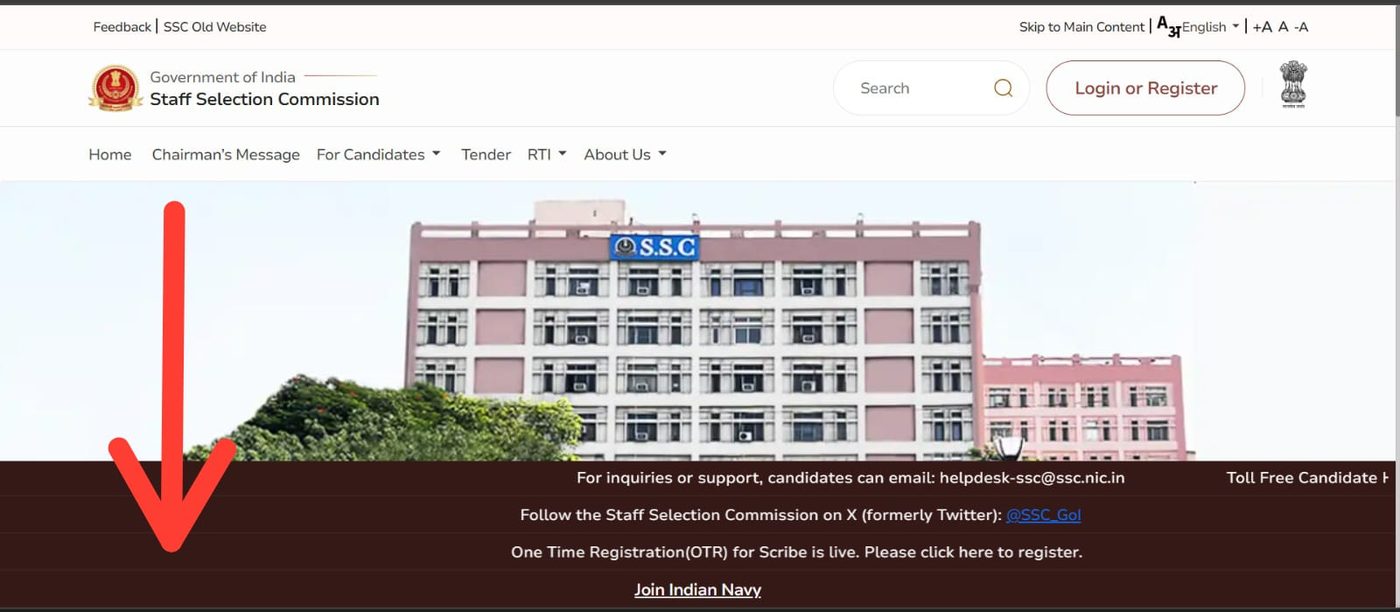 Feedback | SSC Old Website
Skip to Main Content | Aअ English | +A A -A
Government of India
Staff Selection Commission
Search
Login or Register
Home Chairman's Message For Candidates Tender RTI About Us
S.S.C
For inquiries or support, candidates can email: helpdesk-ssc@ssc.nic.in Toll Free Candidate
Follow the Staff Selection Commission on X (formerly Twitter): @SSC_GoI
One Time Registration(OTR) for Scribe is live. Please click here to register.
Join Indian Navy